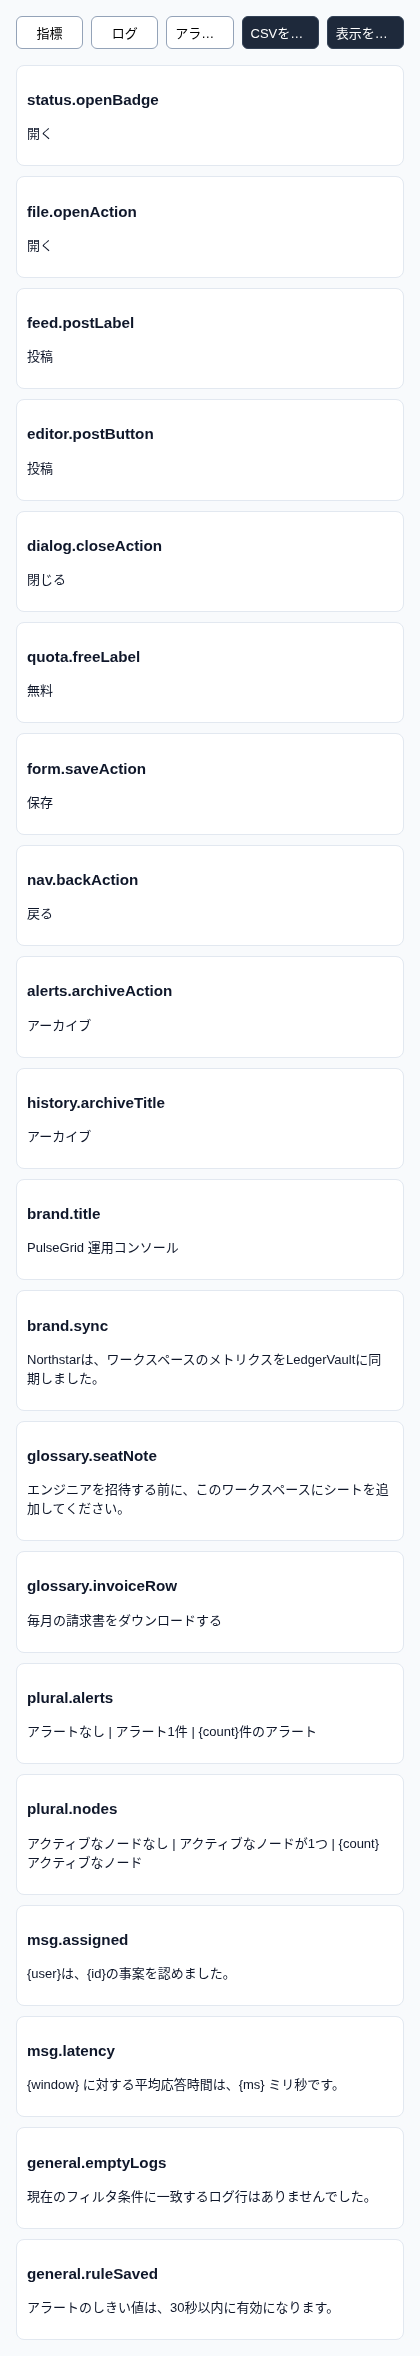 指標
ログ
アラ…
CSVを…
表示を…
status.openBadge
開く
file.openAction
開く
feed.postLabel
投稿
editor.postButton
投稿
dialog.closeAction
閉じる
quota.freeLabel
無料
form.saveAction
保存
nav.backAction
戻る
alerts.archiveAction
アーカイブ
history.archiveTitle
アーカイブ
brand.title
PulseGrid 運用コンソール
brand.sync
Northstarは、ワークスペースのメトリクスをLedgerVaultに同
期しました。
glossary.seatNote
エンジニアを招待する前に、このワークスペースにシートを追
加してください。
glossary.invoiceRow
毎月の請求書をダウンロードする
plural.alerts
アラートなし | アラート1件 | {count}件のアラート
plural.nodes
アクティブなノードなし | アクティブなノードが1つ | {count}
アクティブなノード
msg.assigned
{user}は、{id}の事案を認めました。
msg.latency
{window} に対する平均応答時間は、{ms} ミリ秒です。
general.emptyLogs
現在のフィルタ条件に一致するログ行はありませんでした。
general.ruleSaved
アラートのしきい値は、30秒以内に有効になります。